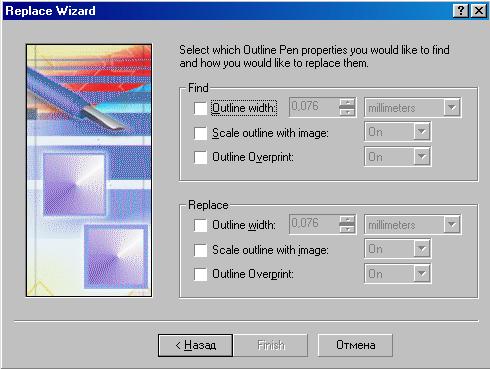 Replace Wizard
Select which Outline Pen properties you would like to find
and how you would like to replace them.
Find
Outline width: 0,076 millimeters
Scale outline with image: On
Outline Overprint: On
Replace
Outline width: 0,076 millimeters
Scale outline with image: On
Outline Overprint: On
< Назад Finish Отмена